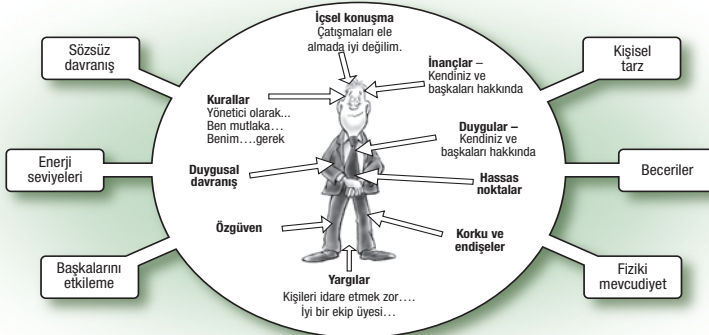 İçsel konuşma
Çatışmaları ele
almada iyi değilim.
Sözsüz
davranış
Kişisel
tarz
İnançlar –
Kendiniz ve
başkaları hakkında
Kurallar
Yönetici olarak...
Ben mutlaka…
Benim….gerek
Duygular –
Kendiniz ve
başkaları hakkında
Enerji
seviyeleri
Duygusal
davranış
Hassas
noktalar
Beceriler
Özgüven
Korku ve
endişeler
Başkalarını
etkileme
Fiziki
mevcudiyet
Yargılar
Kişileri idare etmek zor….
İyi bir ekip üyesi…